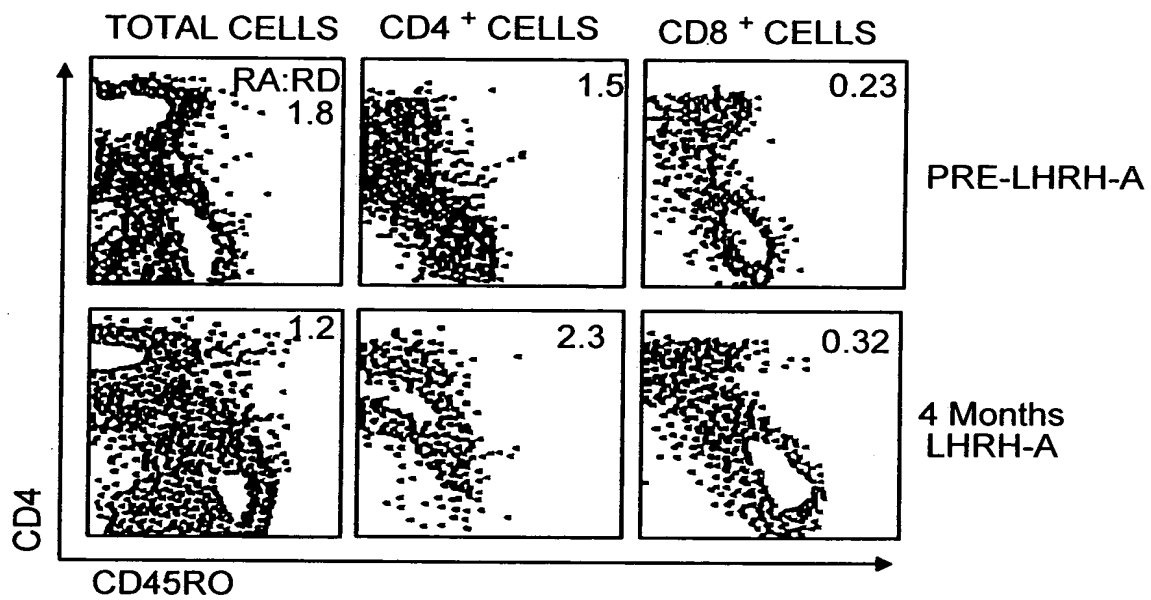 TOTAL CELLS
CD4 + CELLS
CD8 + CELLS
RA:RD
1.8
1.5
0.23
PRE-LHRH-A
1.2
2.3
0.32
4 Months
LHRH-A
CD4
CD45RO